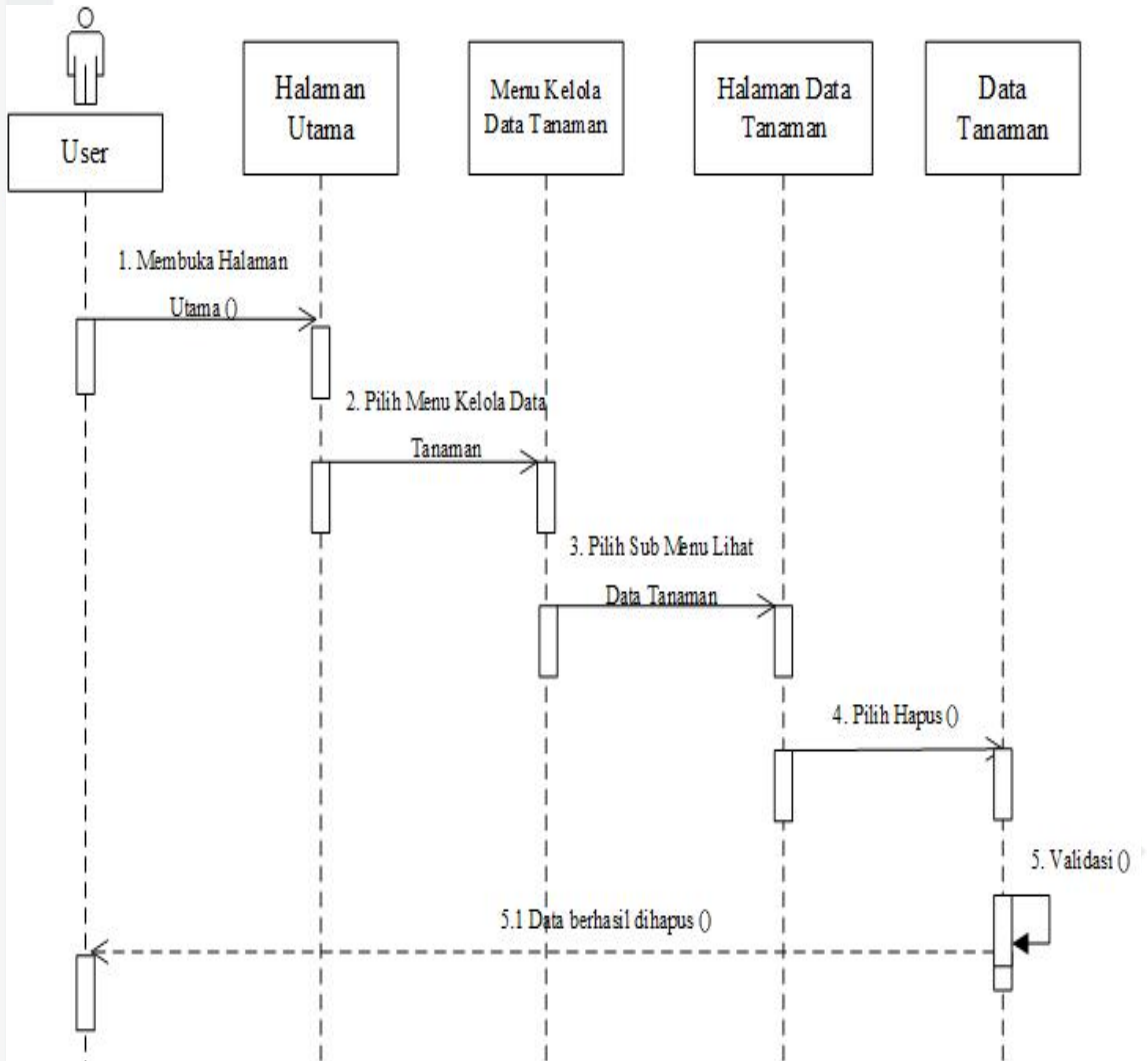 User
Halaman
Utama
Menu Kelola
Data Tanaman
Halaman Data
Tanaman
Data
Tanaman
1. Membuka Halaman
Utama ()
2. Pilih Menu Kelola Data
Tanaman
3. Pilih Sub Menu Lihat
Data Tanaman
4. Pilih Hapus ()
5. Validasi ()
5.1 Data berhasil dihapus ()